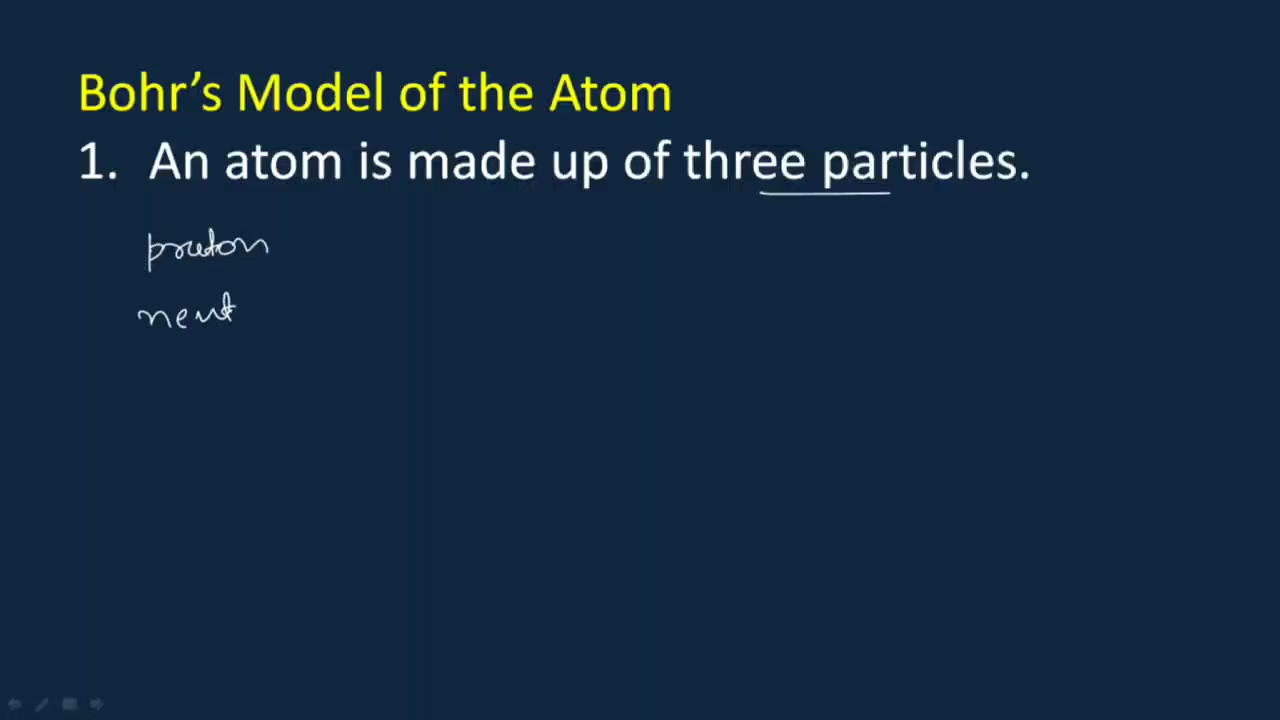 Bohr’s Model of the Atom
1. An atom is made up of three particles.
proton
neut